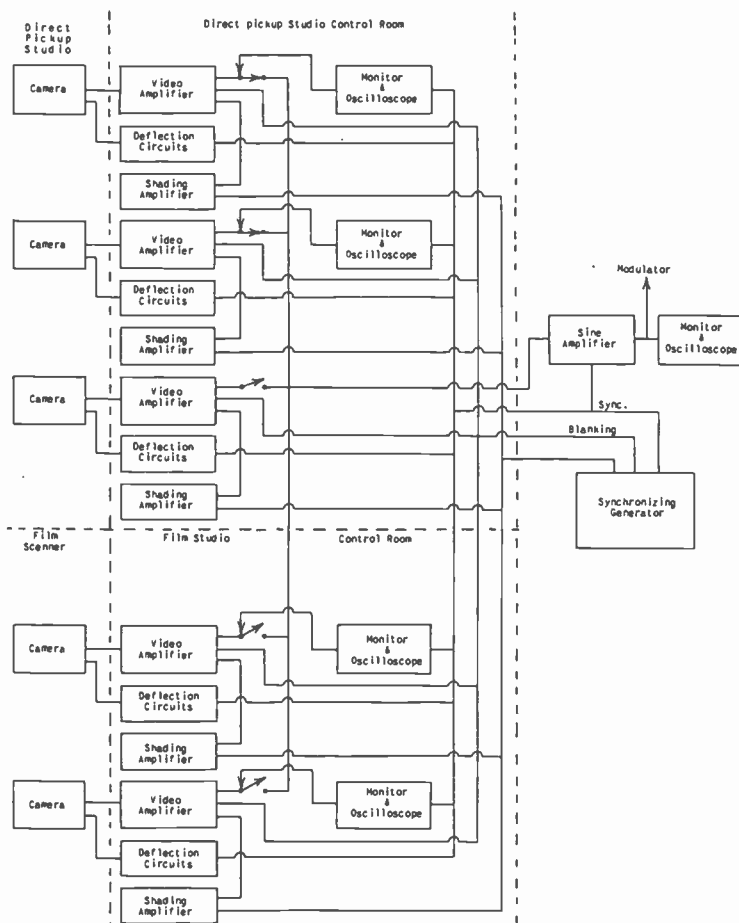 Direct
Pickup
Studio
Direct pickup Studio Control Room
Camera
Video
Amplifier
Monitor
&
Oscilloscope
Deflection
Circuits
Shading
Amplifier
Camera
Video
Amplifier
Monitor
&
Oscilloscope
Deflection
Circuits
Shading
Amplifier
Modulator
Sine
Amplifier
Monitor
&
Oscilloscope
Camera
Video
Amplifier
Sync.
Blanking
Deflection
Circuits
Shading
Amplifier
Synchronizing
Generator
Film
Scenner
Film Studio
Control Room
Camera
Video
Amplifier
Monitor
&
Oscilloscope
Deflection
Circuits
Shading
Amplifier
Camera
Video
Amplifier
Monitor
&
Oscilloscope
Deflection
Circuits
Shading
Amplifier